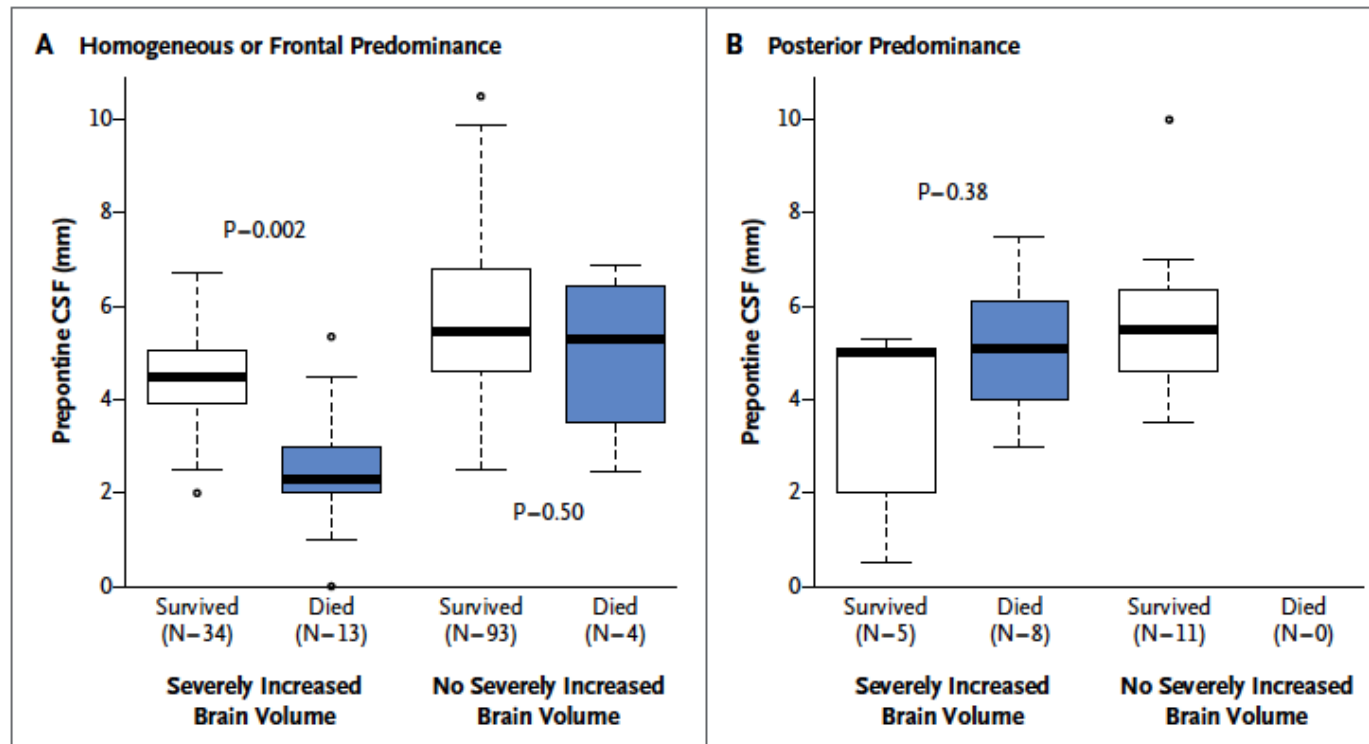 A Homogeneous or Frontal Predominance
10
8
6
4
2
0
Prepontine CSF (mm)
P–0.002
P–0.50
Survived
(N–34)
Died
(N–13)
Survived
(N–93)
Died
(N–4)
Severely Increased
Brain Volume
No Severely Increased
Brain Volume
B Posterior Predominance
10
8
6
4
2
0
Prepontine CSF (mm)
P–0.38
Survived
(N–5)
Died
(N–8)
Survived
(N–11)
Died
(N–0)
Severely Increased
Brain Volume
No Severely Increased
Brain Volume